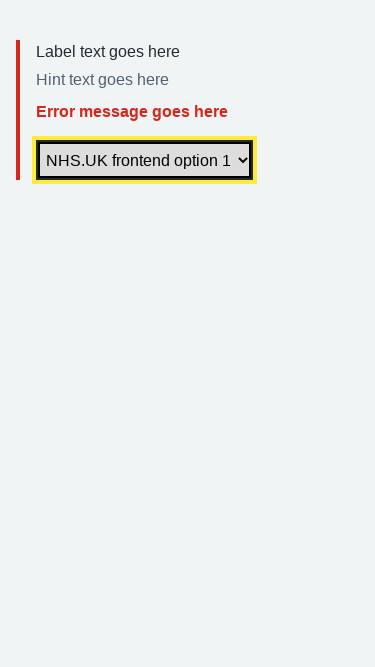 Label text goes here
Hint text goes here
Error message goes here
NHS.UK frontend option 1